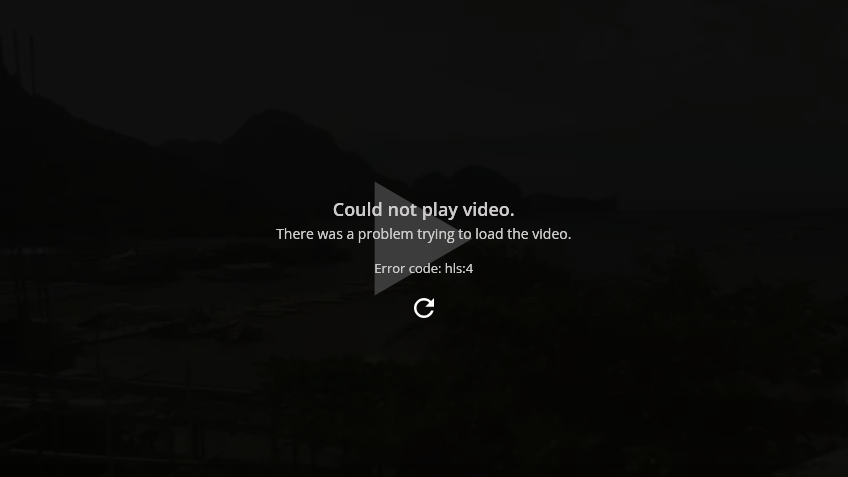 Could not play video.
There was a problem trying to load the video.
Error code: hls:4